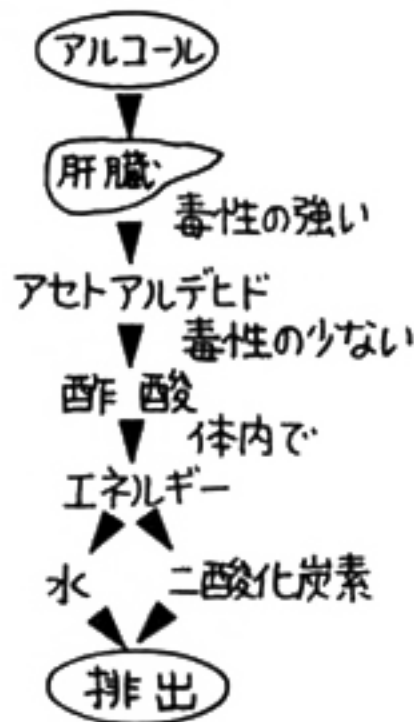 アルコール
肝臓
毒性の強い
アセトアルデヒド
毒性の少ない
酢酸
体内で
エネルギー
水 二酸化炭素
排出